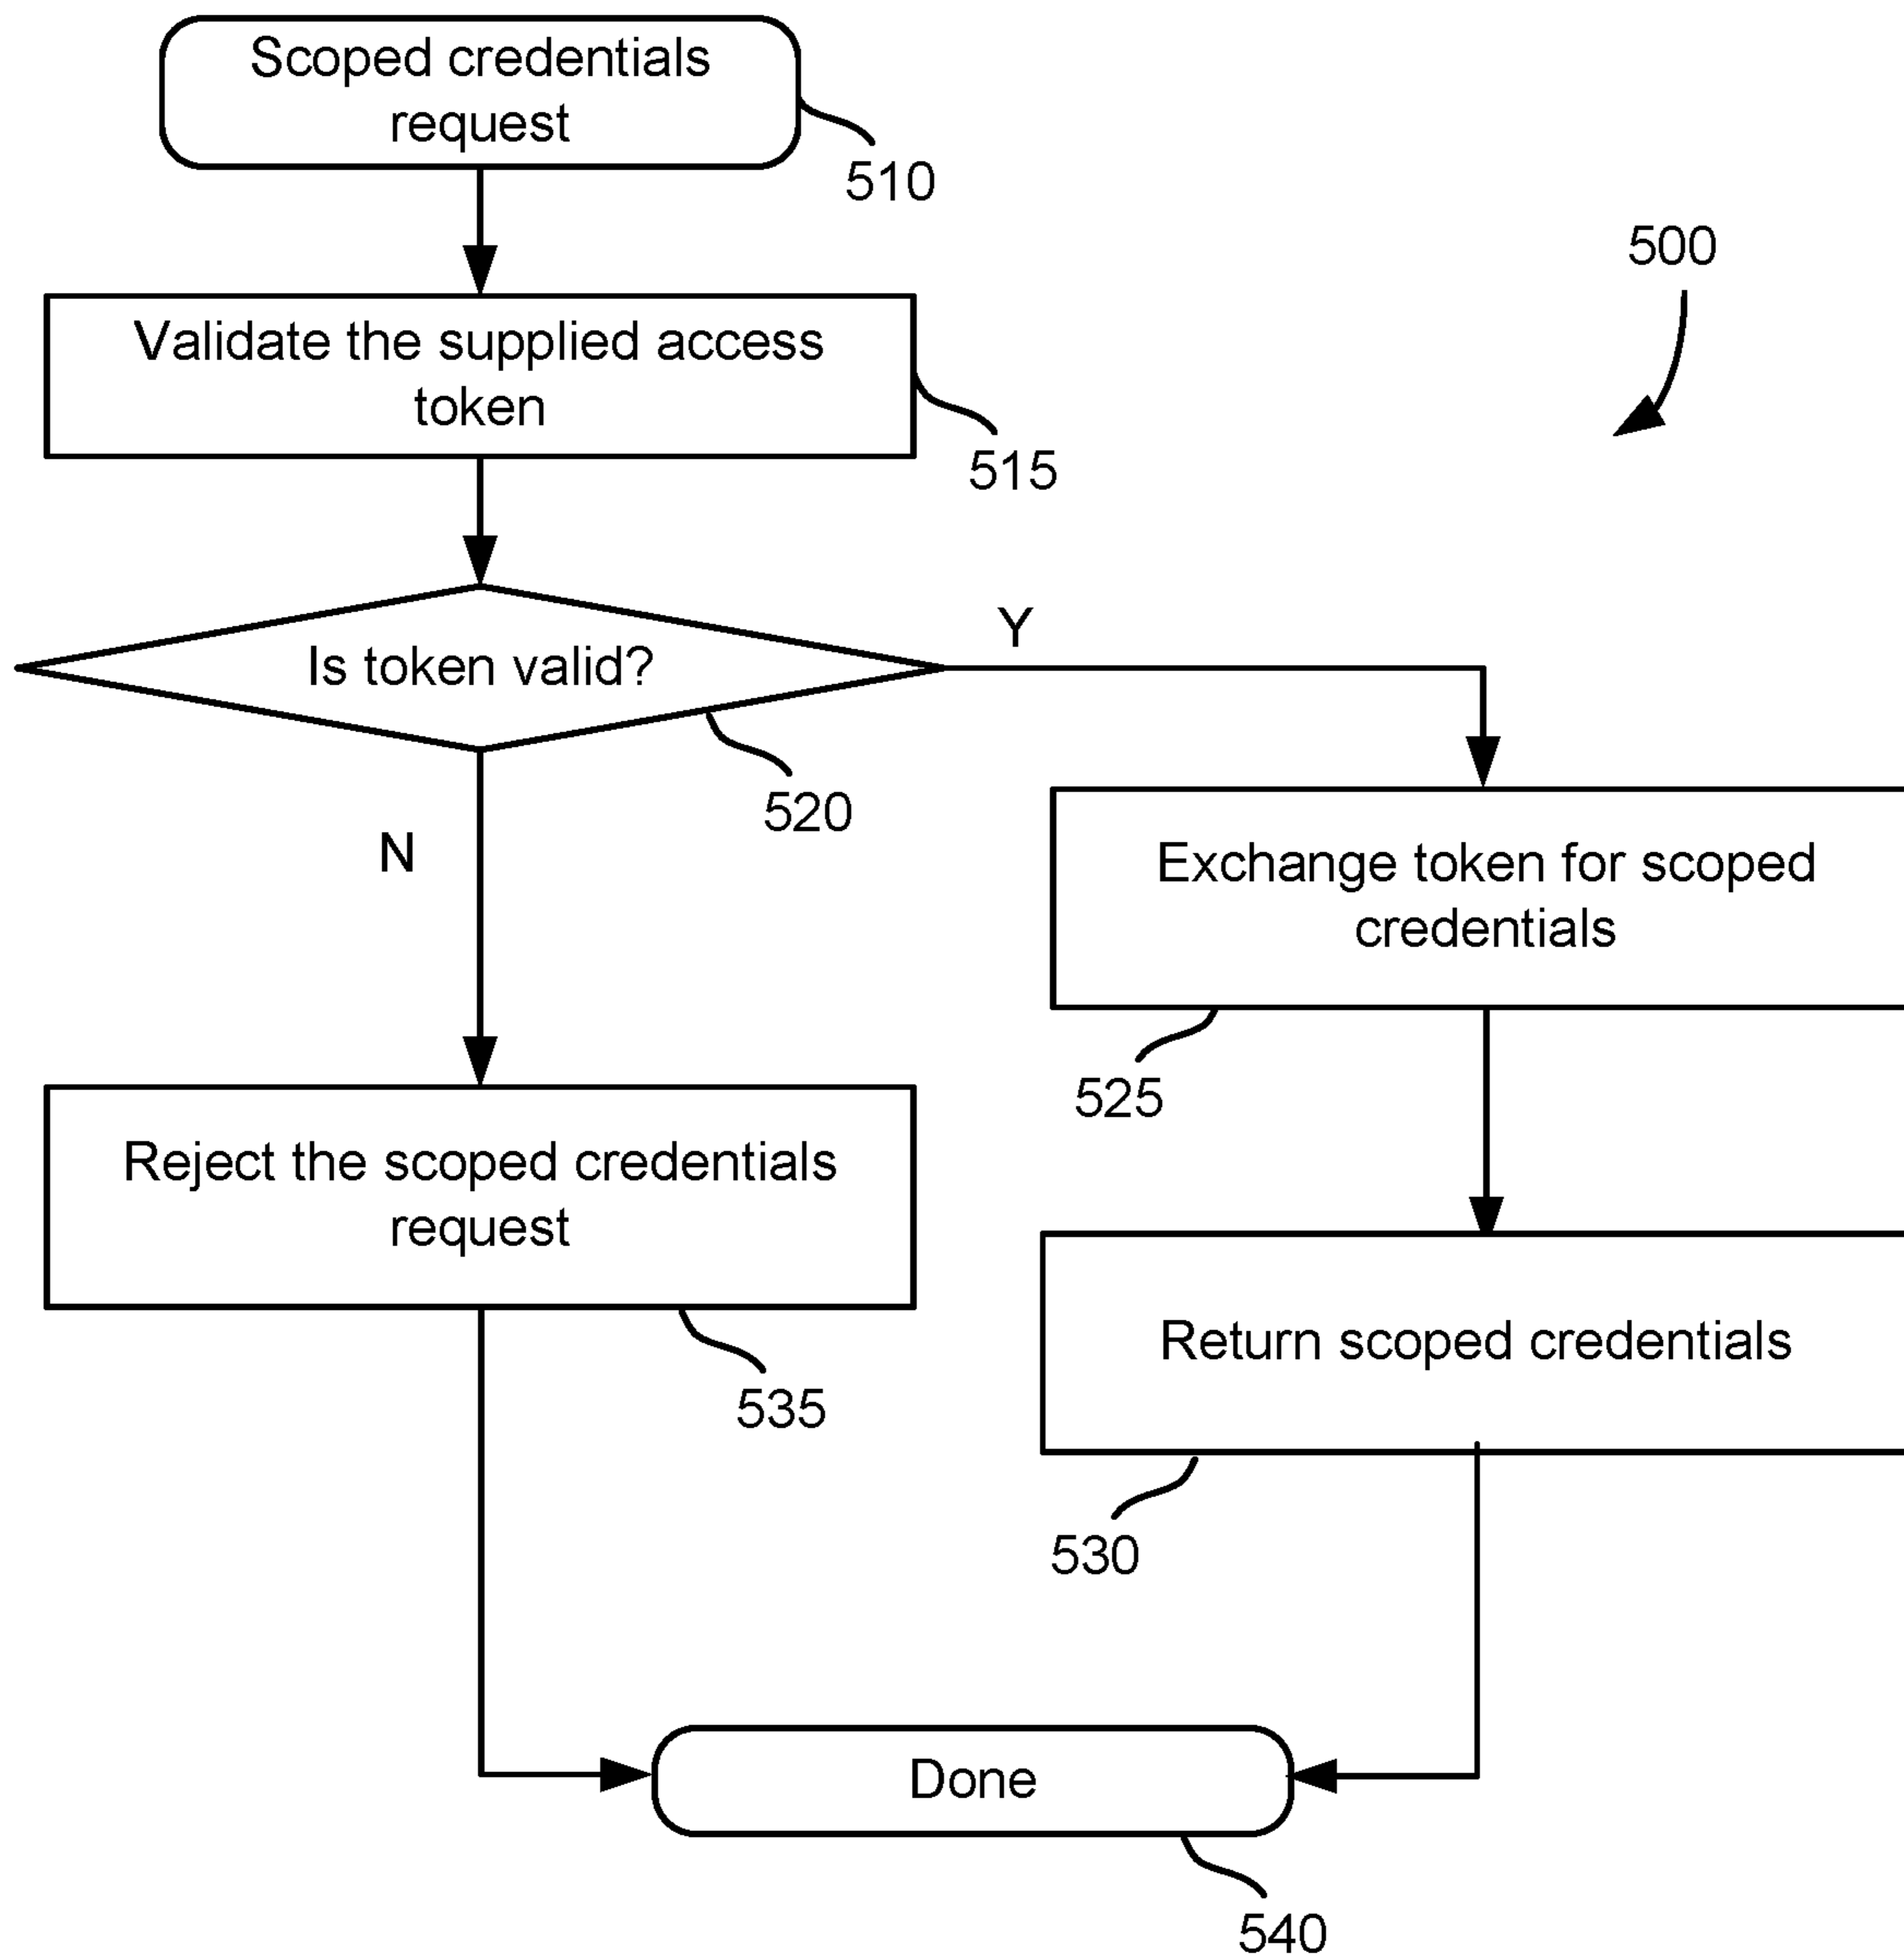 Scoped credentials
request
510
500
Validate the supplied access
token
515
Is token valid?
Y
520
N
Exchange token for scoped
credentials
525
Reject the scoped credentials
request
535
Return scoped credentials
530
Done
540